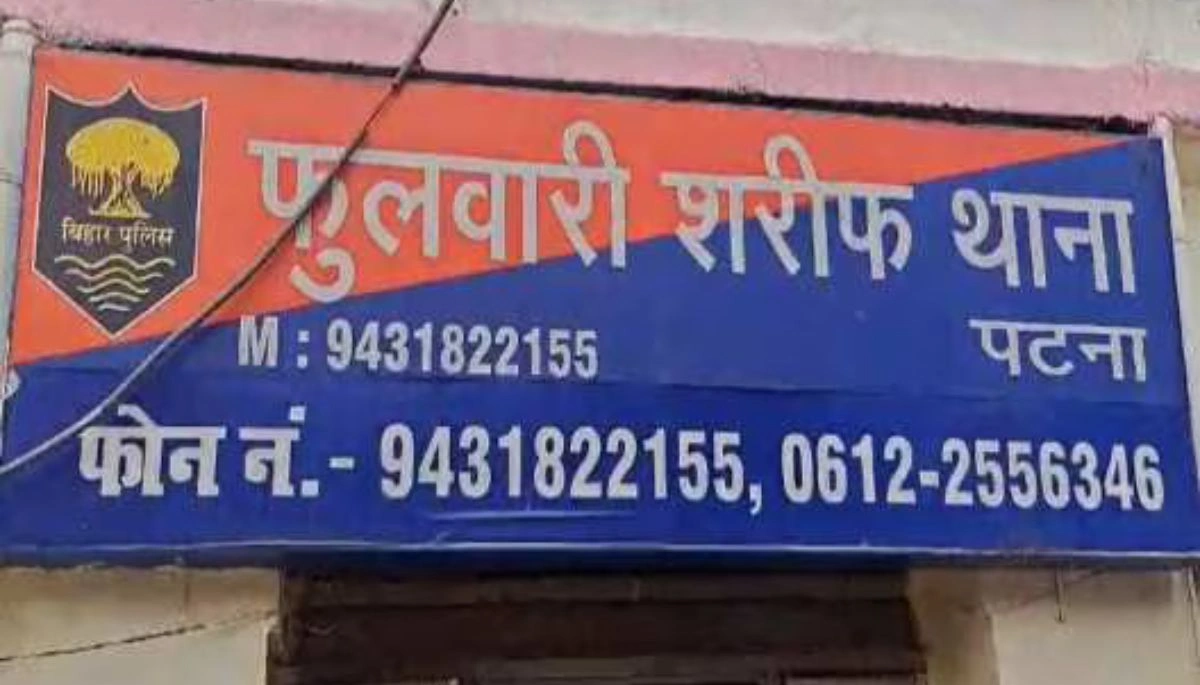 बिहार पुलिस
फुलवारी शरीफ थाना
M : 9431822155
पटना
फोन नं.- 9431822155, 0612-2556346